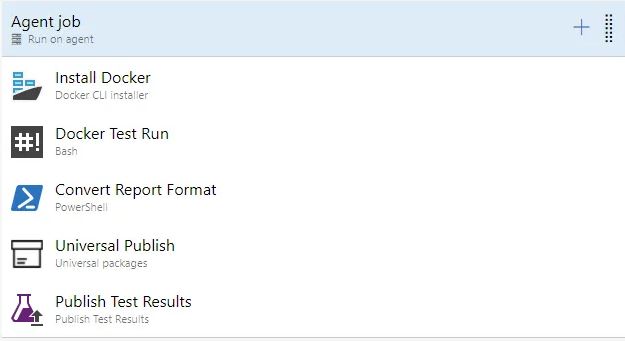 Agent job
Run on agent
Install Docker
Docker CLI installer
Docker Test Run
Bash
Convert Report Format
PowerShell
Universal Publish
Universal packages
Publish Test Results
Publish Test Results